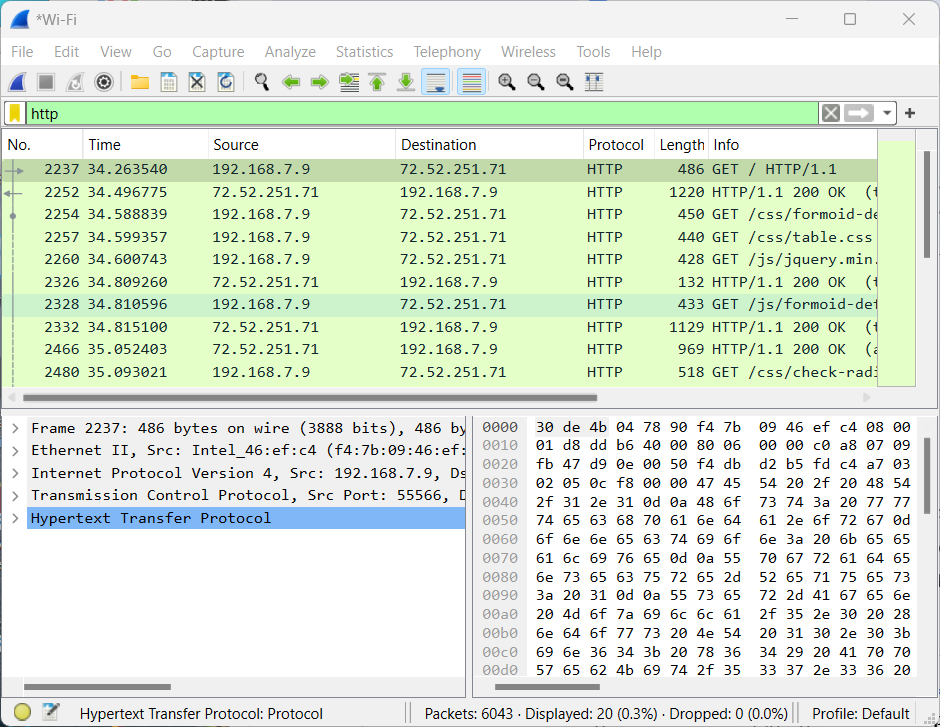 *Wi-Fi
File Edit View Go Capture Analyze Statistics Telephony Wireless Tools Help
http
No. Time Source Destination Protocol Length Info
2237 34.263540 192.168.7.9 72.52.251.71 HTTP 486 GET / HTTP/1.1
2252 34.496775 72.52.251.71 192.168.7.9 HTTP 1220 HTTP/1.1 200 OK (t
2254 34.588839 192.168.7.9 72.52.251.71 HTTP 450 GET /css/formoid-de
2257 34.599357 192.168.7.9 72.52.251.71 HTTP 440 GET /css/table.css
2260 34.600743 192.168.7.9 72.52.251.71 HTTP 428 GET /js/jquery.min.
2326 34.809260 72.52.251.71 192.168.7.9 HTTP 132 HTTP/1.1 200 OK (t
2328 34.810596 192.168.7.9 72.52.251.71 HTTP 433 GET /js/formoid-det
2332 34.815100 72.52.251.71 192.168.7.9 HTTP 1129 HTTP/1.1 200 OK (t
2466 35.052403 72.52.251.71 192.168.7.9 HTTP 969 HTTP/1.1 200 OK (a
2480 35.093021 192.168.7.9 72.52.251.71 HTTP 518 GET /css/check-radi
Frame 2237: 486 bytes on wire (3888 bits), 486 by
Ethernet II, Src: Intel_46:ef:c4 (f4:7b:09:46:ef:
Internet Protocol Version 4, Src: 192.168.7.9, Ds
Transmission Control Protocol, Src Port: 55566, D
Hypertext Transfer Protocol
0000 30 de 4b 04 78 90 f4 7b 09 46 ef c4 08 00
0010 01 d8 dd b6 40 00 80 06 00 00 c0 a8 07 09
0020 fb 47 d9 0e 00 50 f4 db d2 b5 fd c4 a7 03
0030 02 05 0c f8 00 00 47 45 54 20 2f 20 48 54
0040 2f 31 2e 31 0d 0a 48 6f 73 74 3a 20 77 77
0050 74 65 63 68 70 61 6e 64 61 2e 6f 72 67 0d
0060 6f 6e 6e 65 63 74 69 6f 6e 3a 20 6b 65 65
0070 61 6c 69 76 65 0d 0a 55 70 67 72 61 64 65
0080 6e 73 65 63 75 72 65 2d 52 65 71 75 65 73
0090 3a 20 31 0d 0a 55 73 65 72 2d 41 67 65 6e
00a0 20 4d 6f 7a 69 6c 6c 61 2f 35 2e 30 20 28
00b0 6e 64 6f 77 73 20 4e 54 20 31 30 2e 30 3b
00c0 69 6e 36 34 3b 20 78 36 34 29 20 41 70 70
00d0 57 65 62 4b 69 74 2f 35 33 37 2e 33 36 20
Hypertext Transfer Protocol: Protocol Packets: 6043 · Displayed: 20 (0.3%) · Dropped: 0 (0.0%) Profile: Default